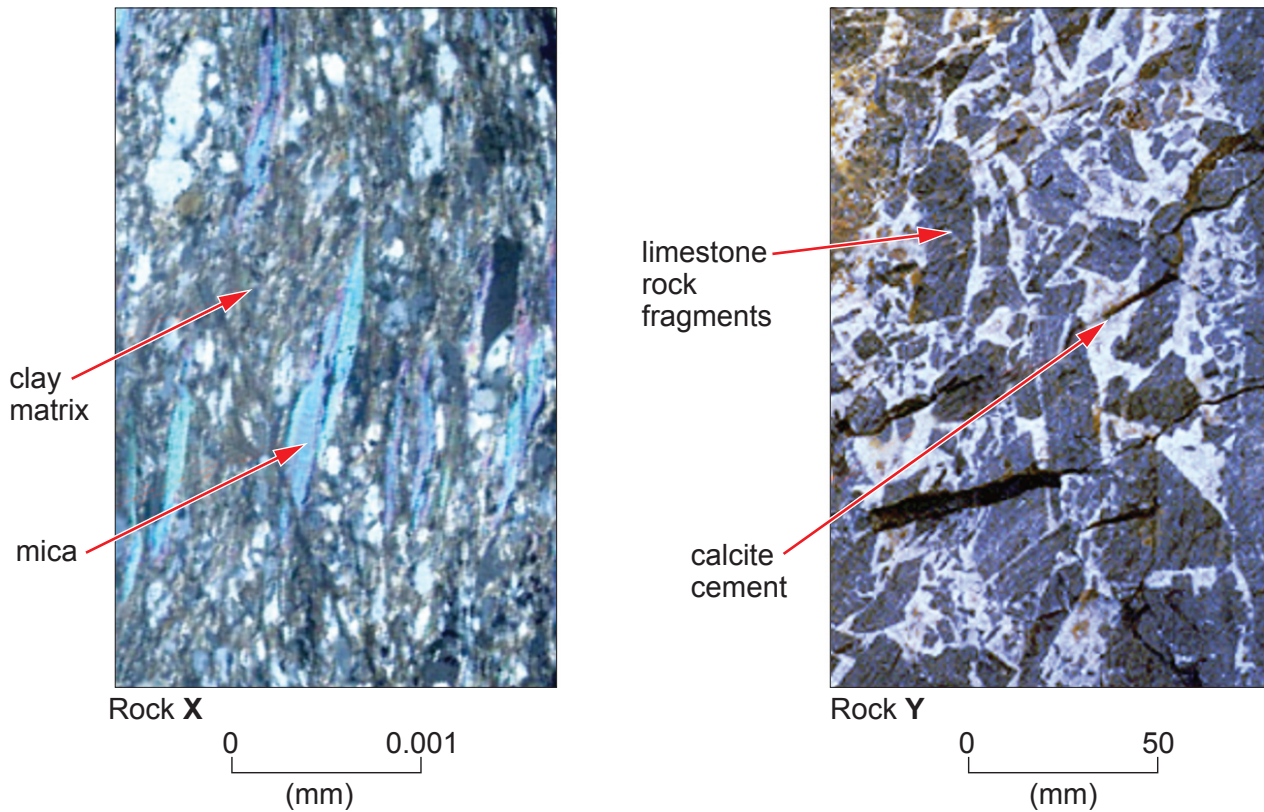 clay
matrix
mica
Rock X
0 0.001
(mm)
limestone
rock
fragments
calcite
cement
Rock Y
0 50
(mm)